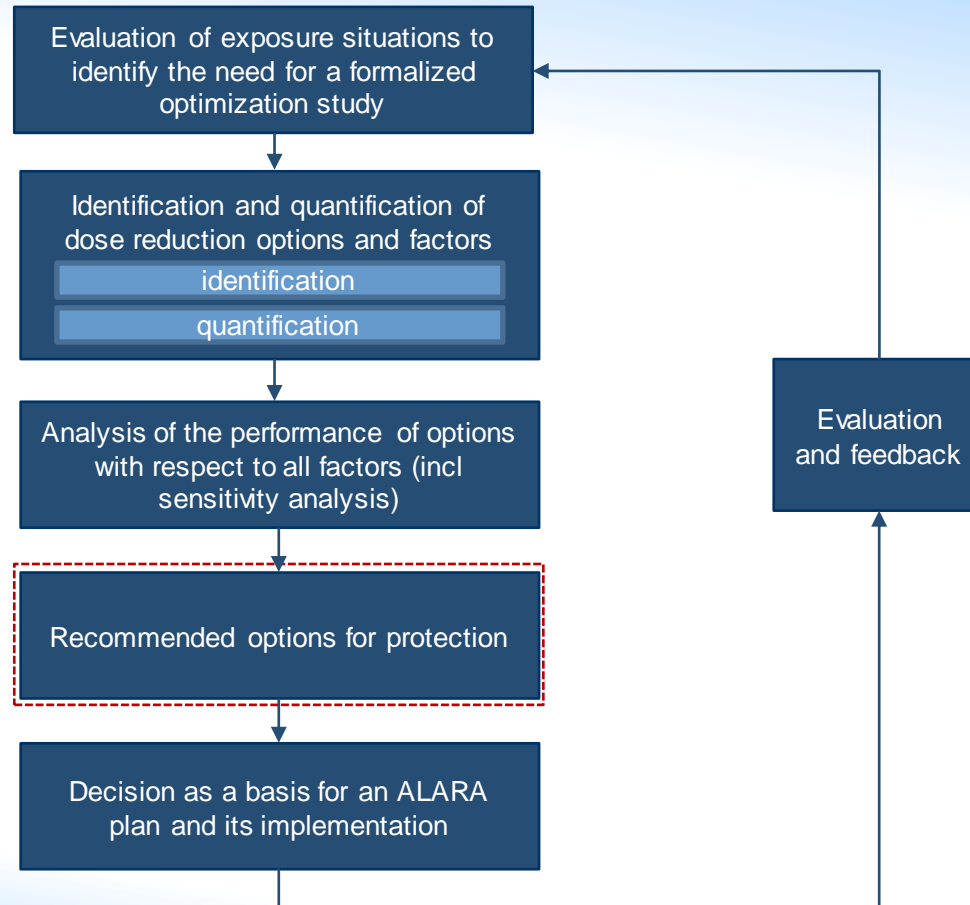 Evaluation of exposure situations to
identify the need for a formalized
optimization study
Identification and quantification of
dose reduction options and factors
identification
quantification
Analysis of the performance of options
with respect to all factors (incl
sensitivity analysis)
Evaluation
and feedback
Recommended options for protection
Decision as a basis for an ALARA
plan and its implementation